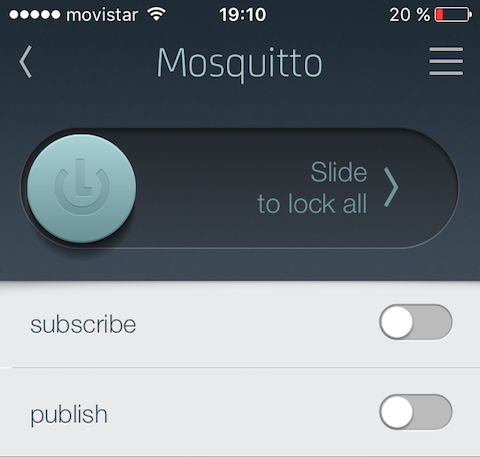 movistar 19:10 20 %
Mosquitto
Slide
to lock all
subscribe
publish